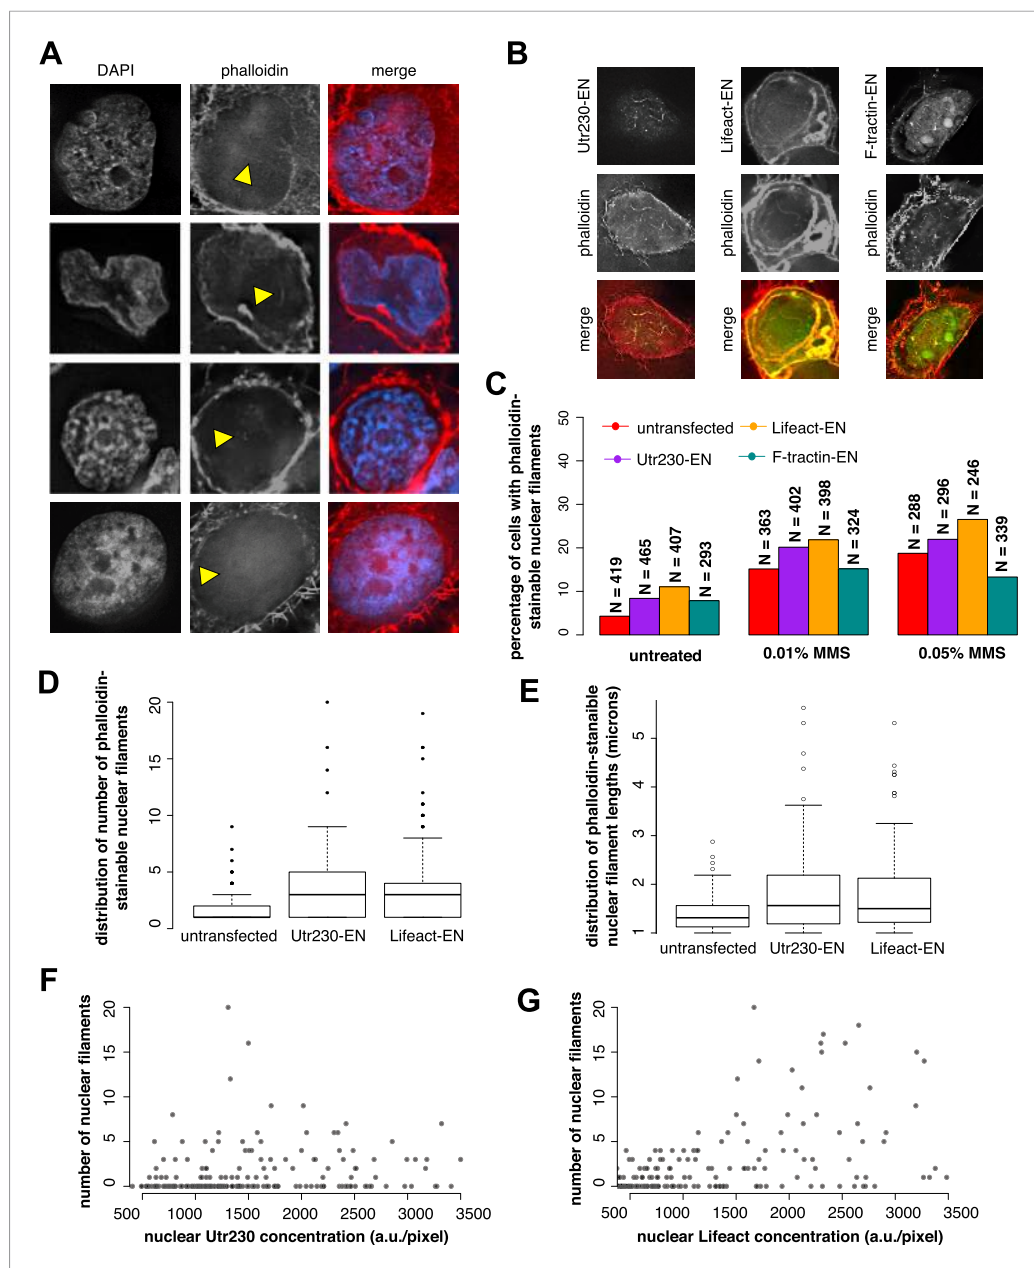 A
DAPI
phalloidin
merge
B
Utr230-EN
Lifeact-EN
F-tractin-EN
phalloidin
phalloidin
phalloidin
merge
merge
merge
C
percentage of cells with phalloidin-
stainable nuclear filaments
50
40
30
20
10
0
untransfected
Lifeact-EN
Utr230-EN
F-tractin-EN
N = 419
N = 465
N = 407
N = 293
N = 363
N = 402
N = 398
N = 324
N = 288
N = 296
N = 246
N = 339
untreated
0.01% MMS
0.05% MMS
D
distribution of number of phalloidin-
stainable nuclear filaments
20
15
10
5
0
untransfected
Utr230-EN
Lifeact-EN
E
distribution of phalloidin-stanaible
nuclear filament lengths (microns)
5
4
3
2
1
untransfected
Utr230-EN
Lifeact-EN
F
number of nuclear filaments
20
15
10
5
0
500 1000 1500 2000 2500 3000 3500
nuclear Utr230 concentration (a.u./pixel)
G
number of nuclear filaments
20
15
10
5
0
500 1000 1500 2000 2500 3000 3500
nuclear Lifeact concentration (a.u./pixel)